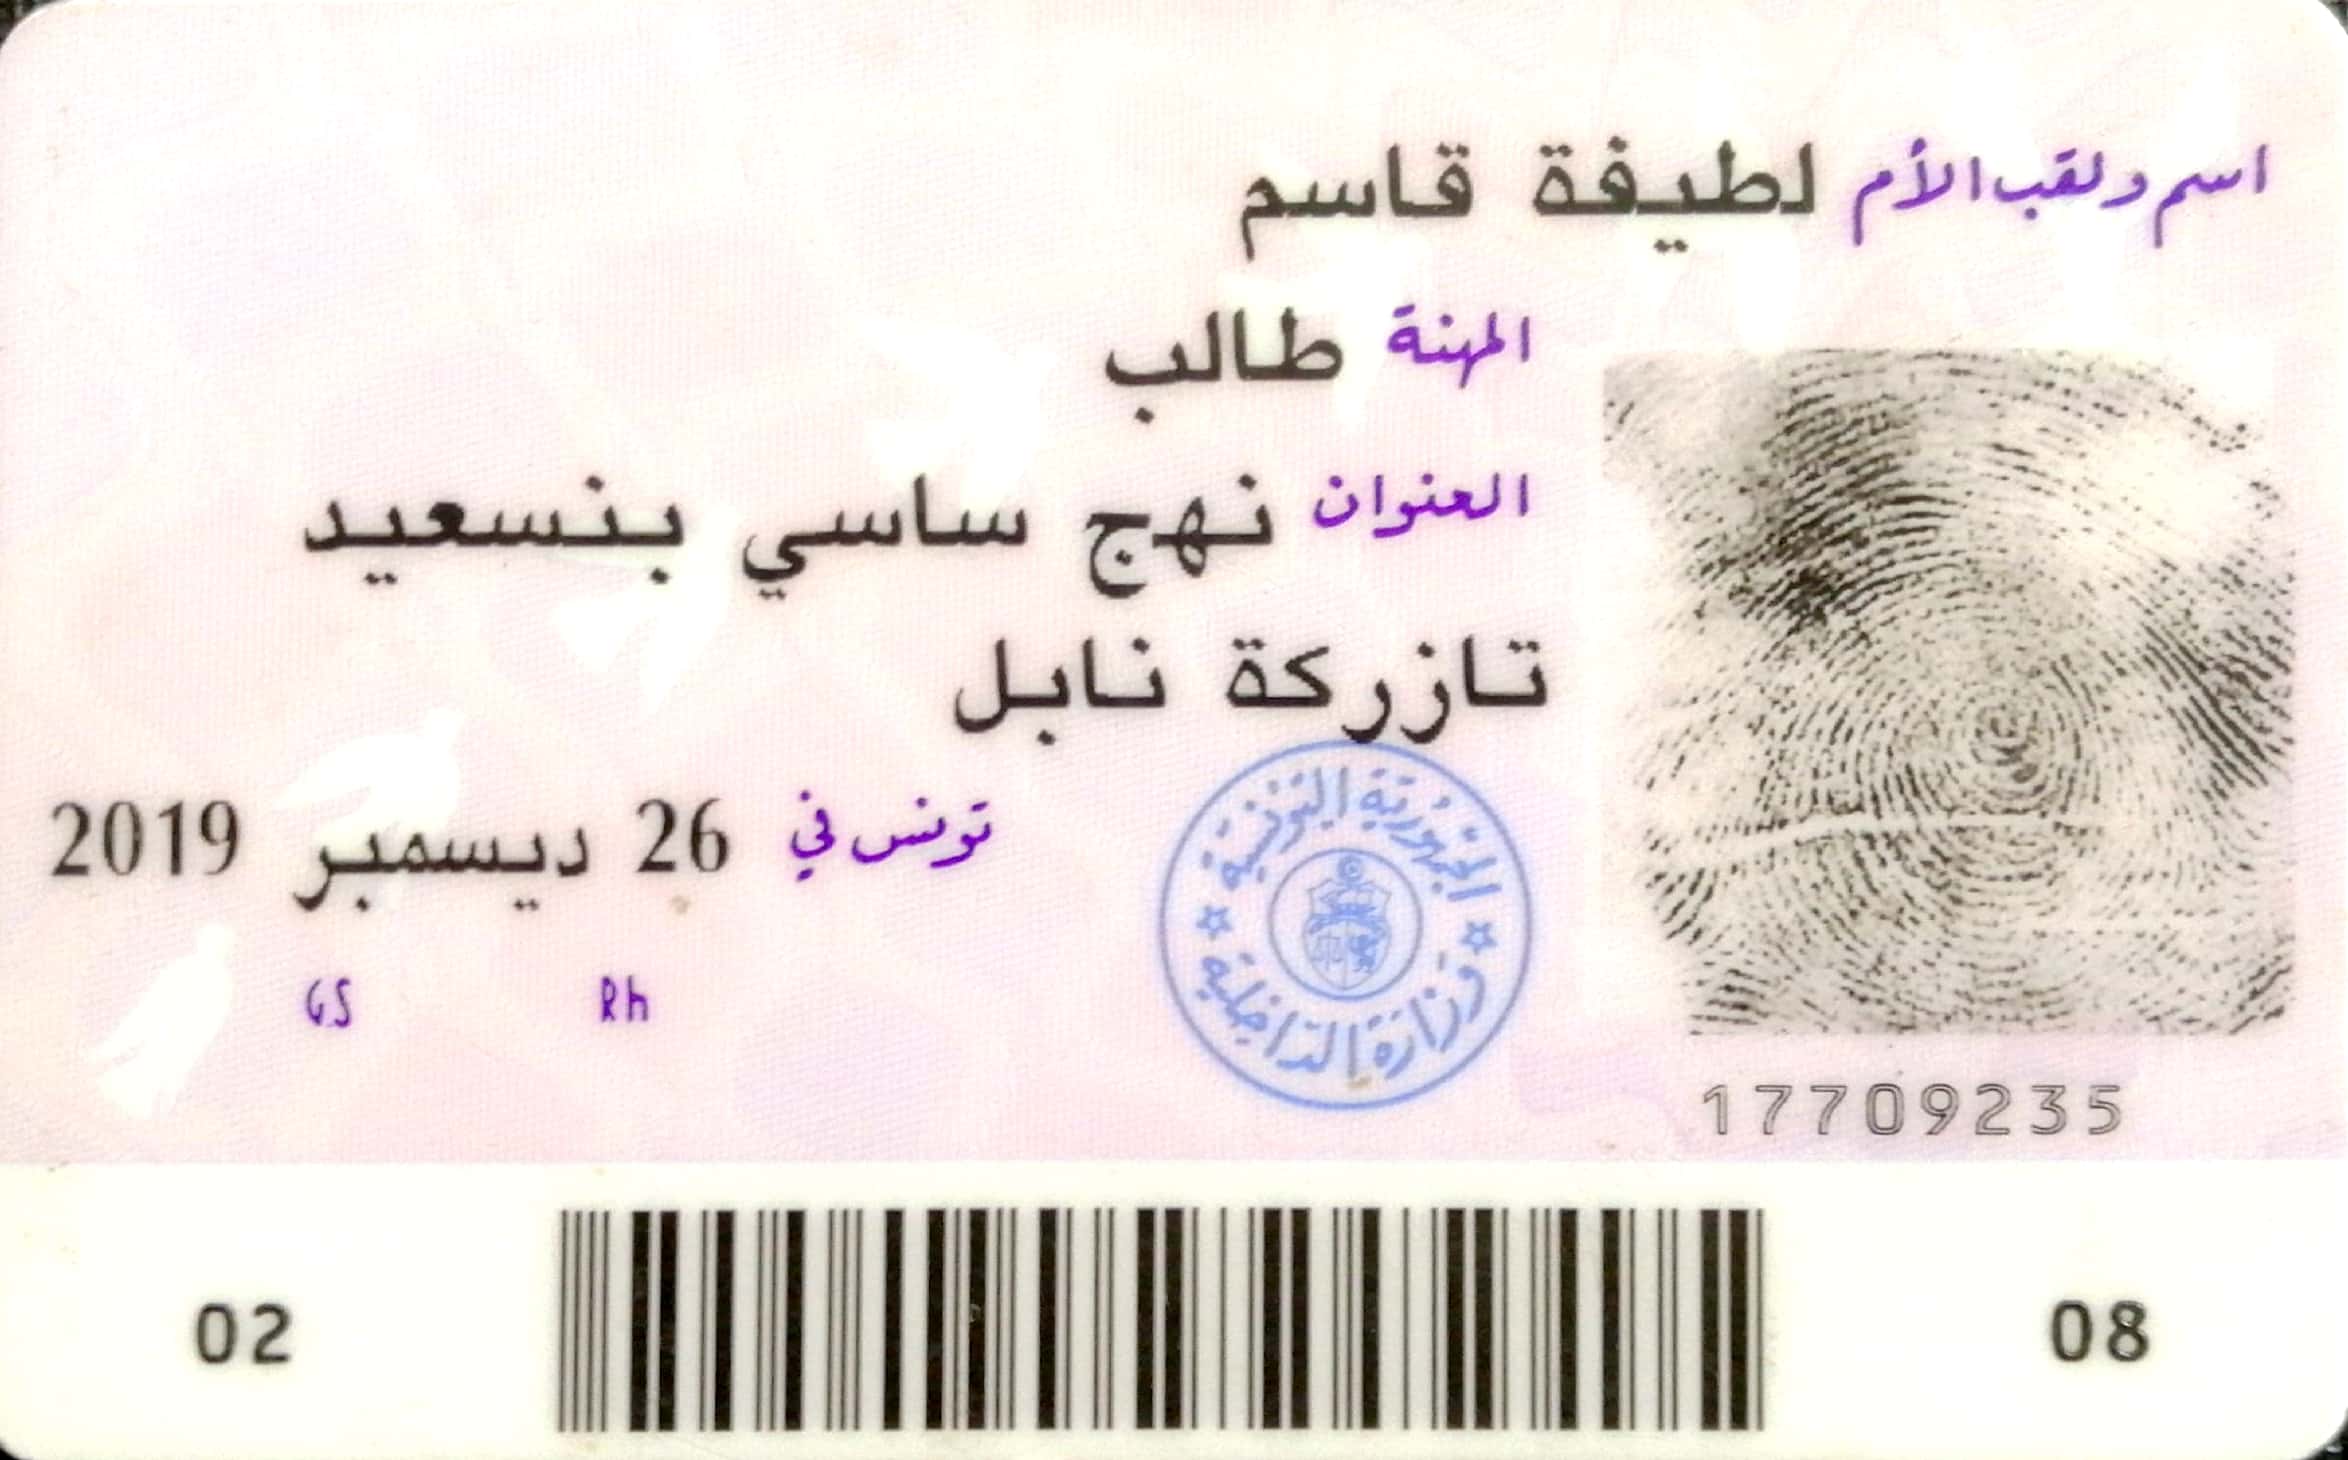 اسم ولقب الأم لطيفة قاسم
المهنة طالب
العنوان نهج ساسي بنسعيد
تازركة نابل
تونس في 26 ديسمبر 2019
Rh GS
الجمهورية التونسية
وزارة الداخلية
17709235
02 08